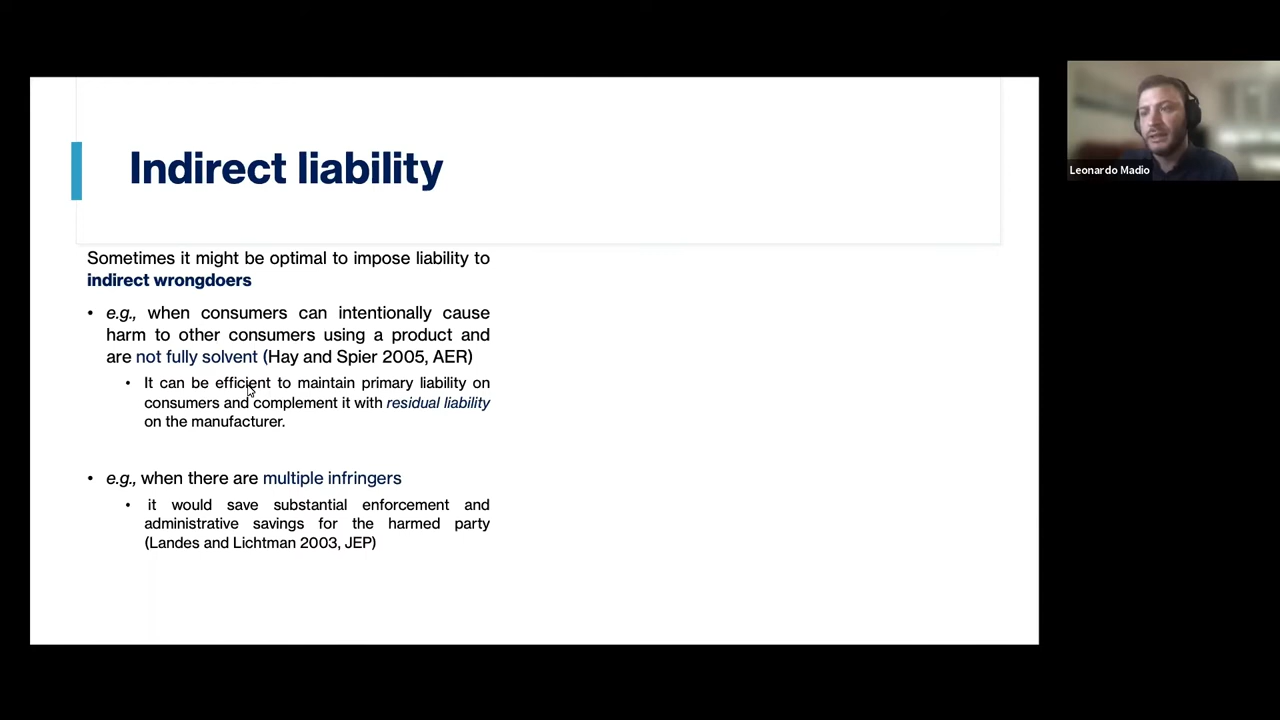 Indirect liability
Sometimes it might be optimal to impose liability to
indirect wrongdoers
• e.g., when consumers can intentionally cause
harm to other consumers using a product and
are not fully solvent (Hay and Spier 2005, AER)
• It can be efficient to maintain primary liability on
consumers and complement it with residual liability
on the manufacturer.
• e.g., when there are multiple infringers
• it would save substantial enforcement and
administrative savings for the harmed party
(Landes and Lichtman 2003, JEP)
Leonardo Madio